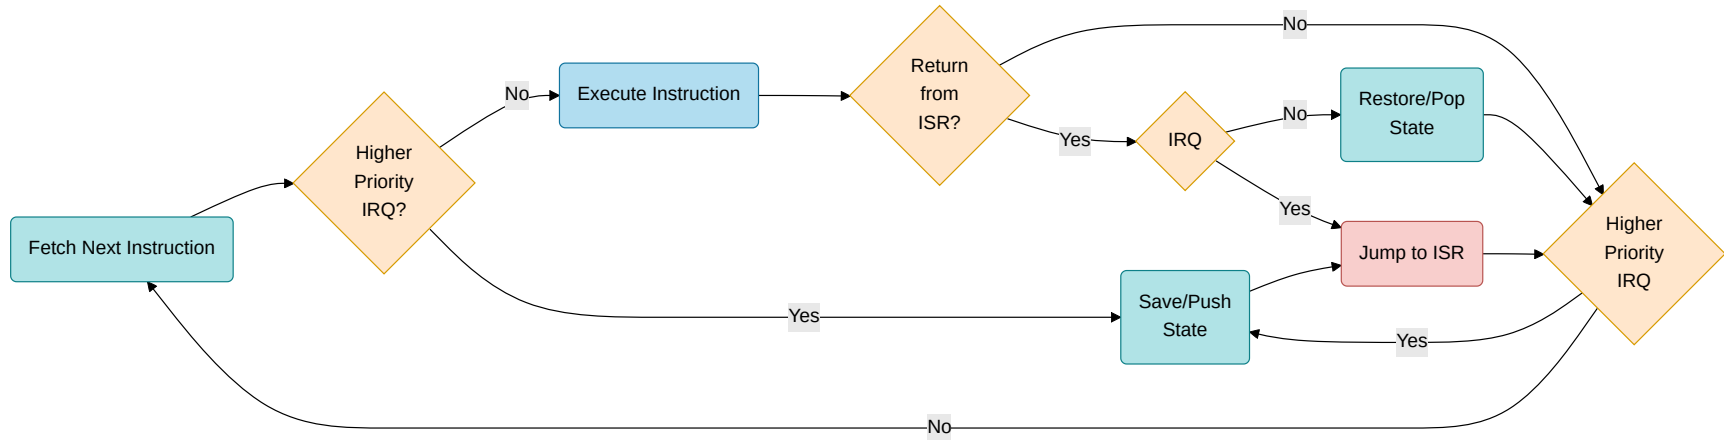 Fetch Next Instruction
Higher
Priority
IRQ?
No
Yes
Execute Instruction
Return
from
ISR?
No
Yes
IRQ
No
Yes
Restore/Pop
State
Jump to ISR
Save/Push
State
Higher
Priority
IRQ
Yes
No